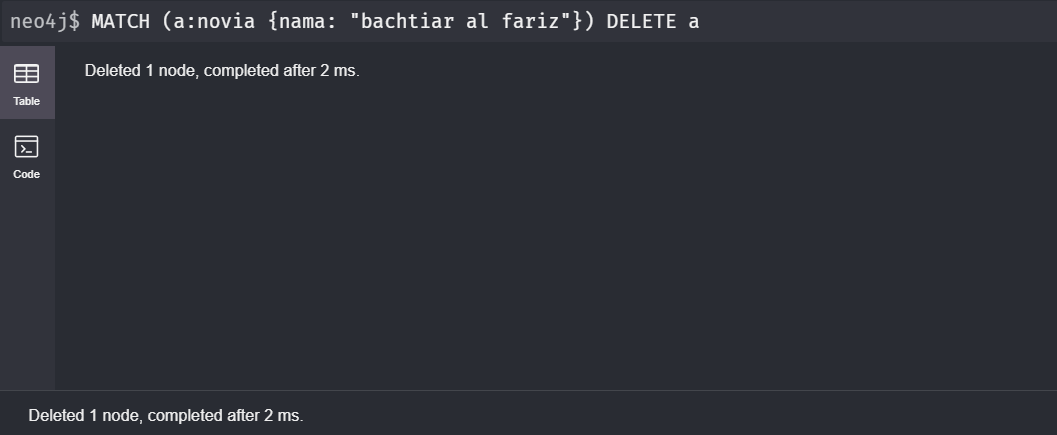 neo4j$ MATCH (a:novia {nama: "bachtiar al fariz"}) DELETE a
Deleted 1 node, completed after 2 ms.
Table
Code
Deleted 1 node, completed after 2 ms.